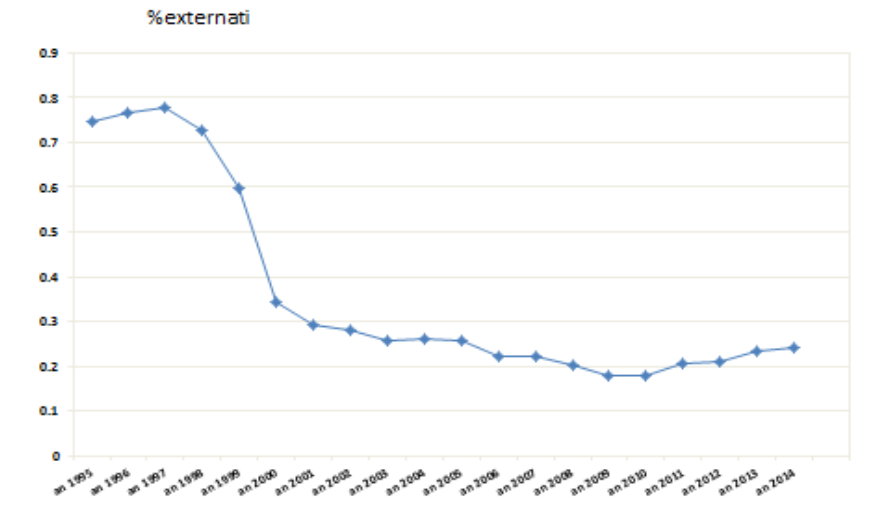 %externati
0.9
0.8
0.7
0.6
0.5
0.4
0.3
0.2
0.1
0
an 1995
an 1996
an 1997
an 1998
an 1999
an 2000
an 2001
an 2002
an 2003
an 2004
an 2005
an 2006
an 2007
an 2008
an 2009
an 2010
an 2011
an 2012
an 2013
an 2014